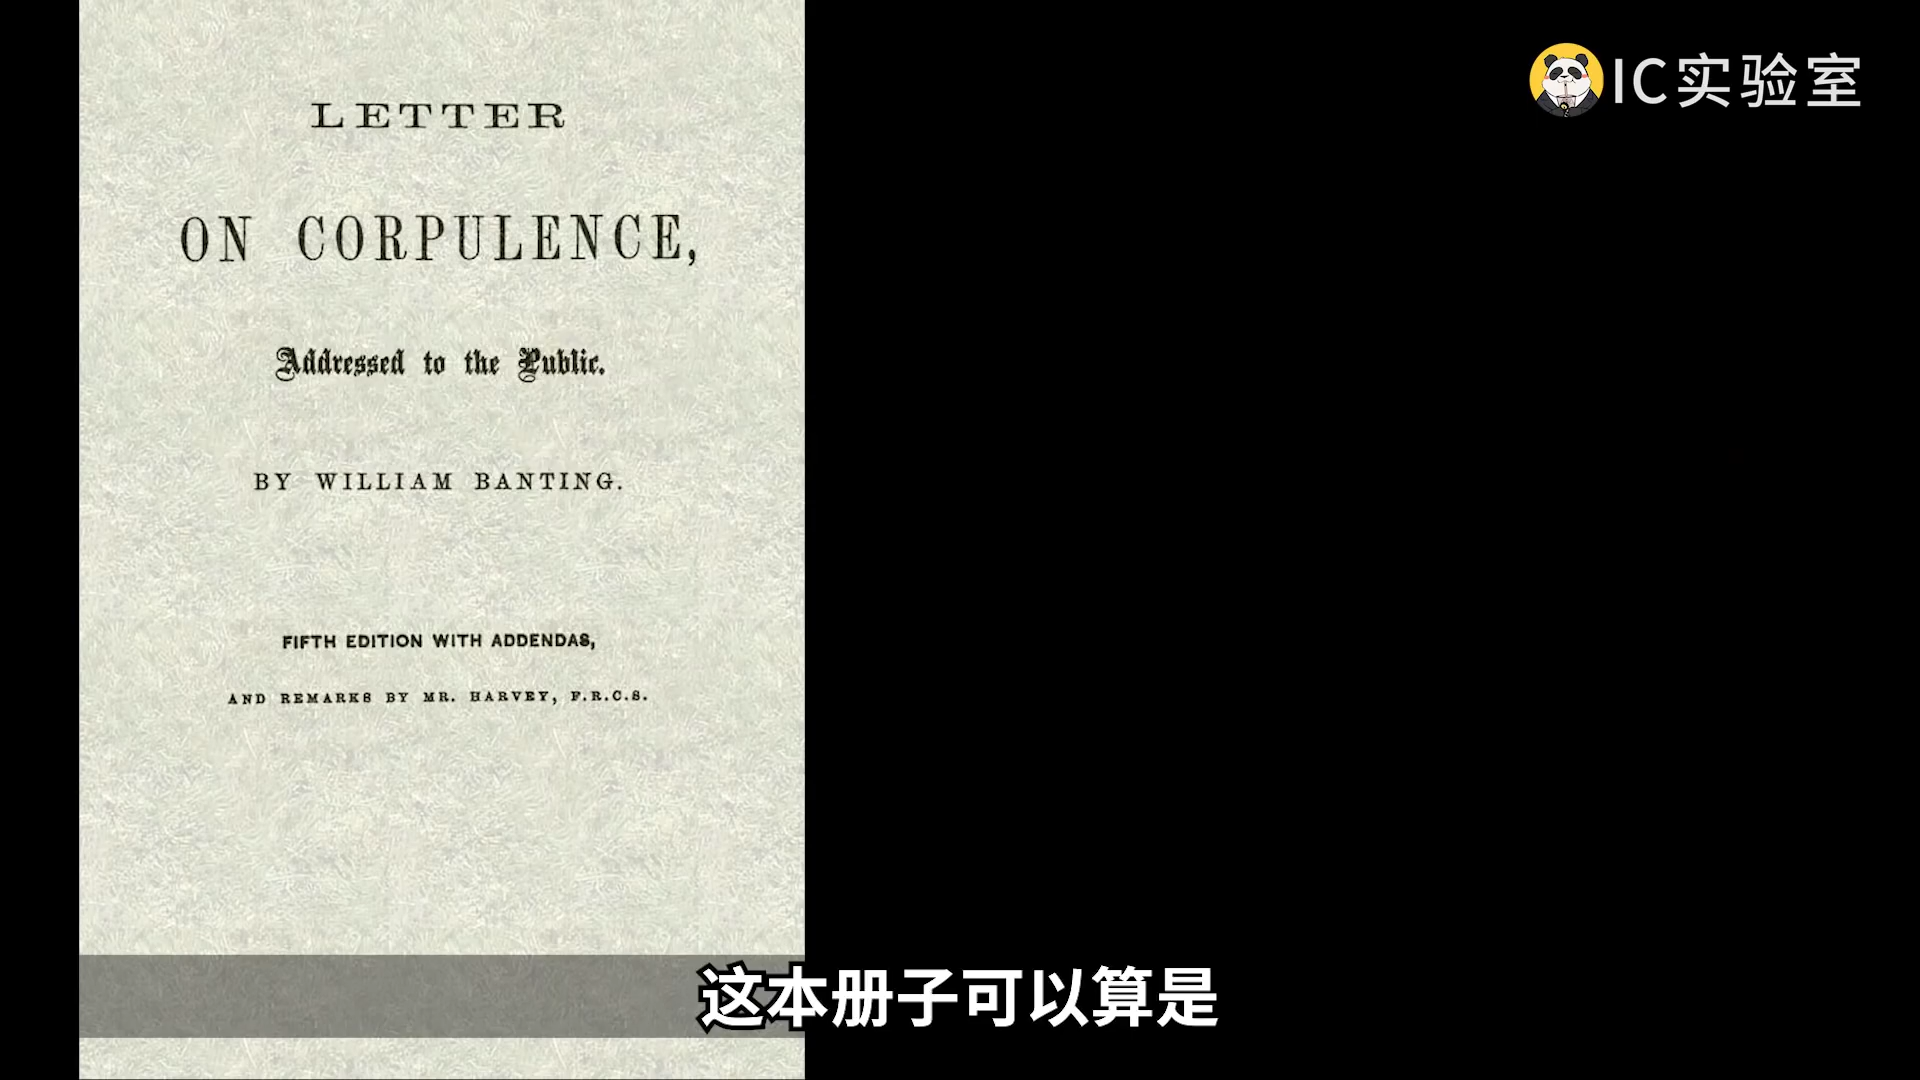 LETTER
ON CORPULENCE,
Addressed to the Public.
BY WILLIAM BANTING.
FIFTH EDITION WITH ADDENDAS,
AND REMARKS BY MR. HARVEY, F.R.C.S.
IC实验室
这本册子可以算是